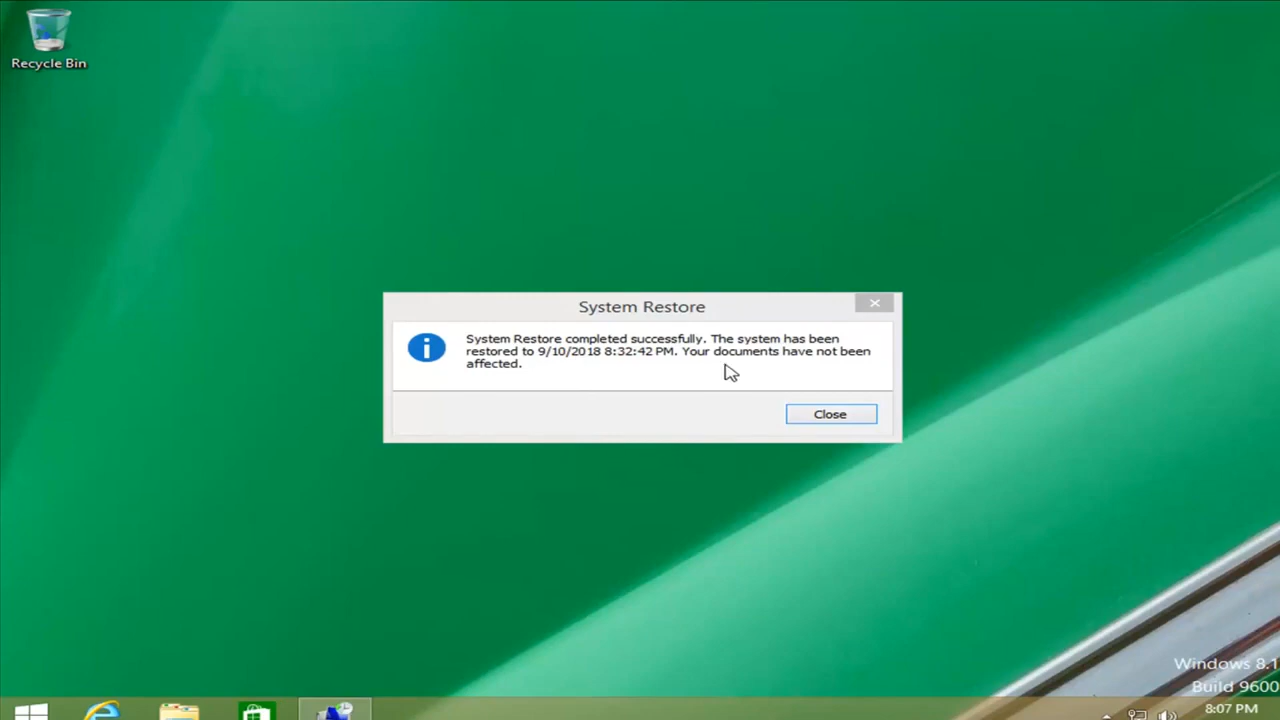 Recycle Bin
System Restore
System Restore completed successfully. The system has been
restored to 9/10/2018 8:32:42 PM. Your documents have not been
affected.
Close
Windows 8.1
Build 9600
8:07 PM